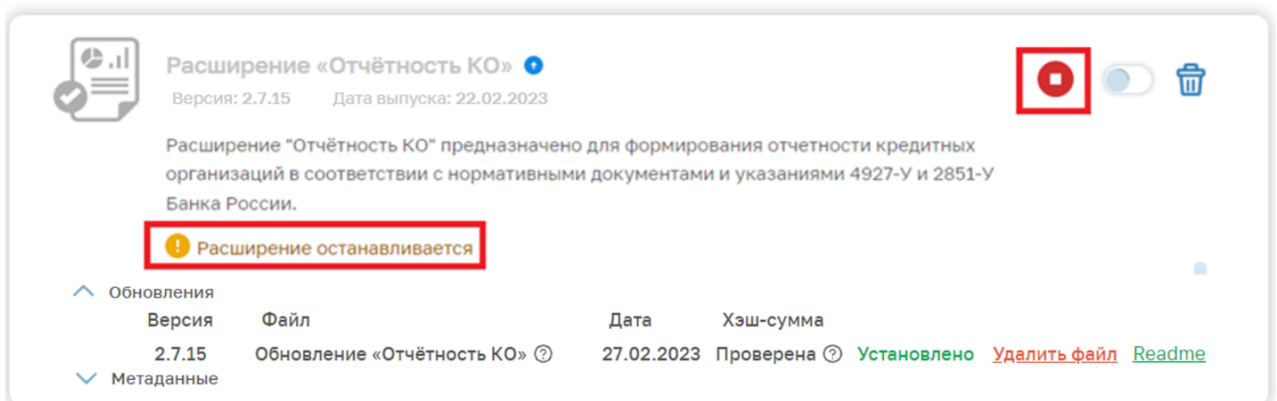 Расширение «Отчётность КО»
Версия: 2.7.15 Дата выпуска: 22.02.2023
Расширение "Отчётность КО" предназначено для формирования отчетности кредитных
организаций в соответствии с нормативными документами и указаниями 4927-У и 2851-У
Банка России.
Расширение останавливается
Обновления
Версия Файл Дата Хэш-сумма
2.7.15 Обновление «Отчётность КО» 27.02.2023 Проверена Установлено Удалить файл Readme
Метаданные